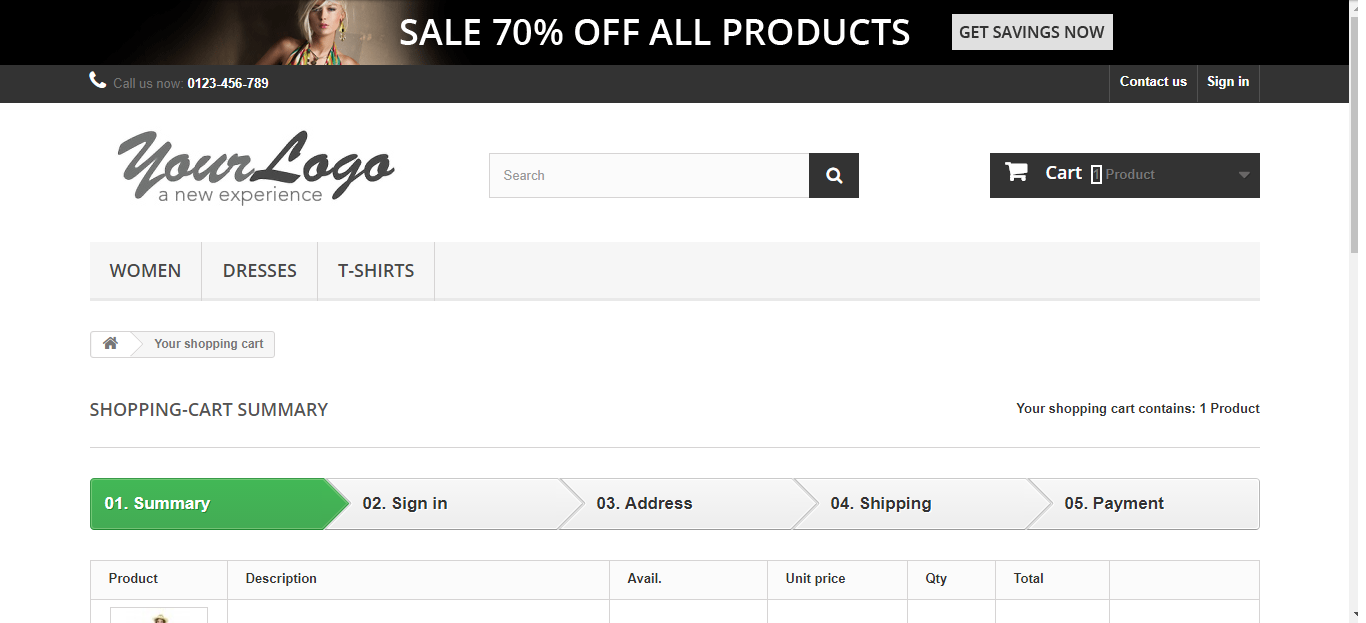 SALE 70% OFF ALL PRODUCTS GET SAVINGS NOW
Call us now: 0123-456-789 Contact us Sign in
YourLogo
a new experience
Search
Cart 1 Product
WOMEN DRESSES T-SHIRTS
Your shopping cart
SHOPPING-CART SUMMARY Your shopping cart contains: 1 Product
01. Summary 02. Sign in 03. Address 04. Shipping 05. Payment
Product Description Avail. Unit price Qty Total